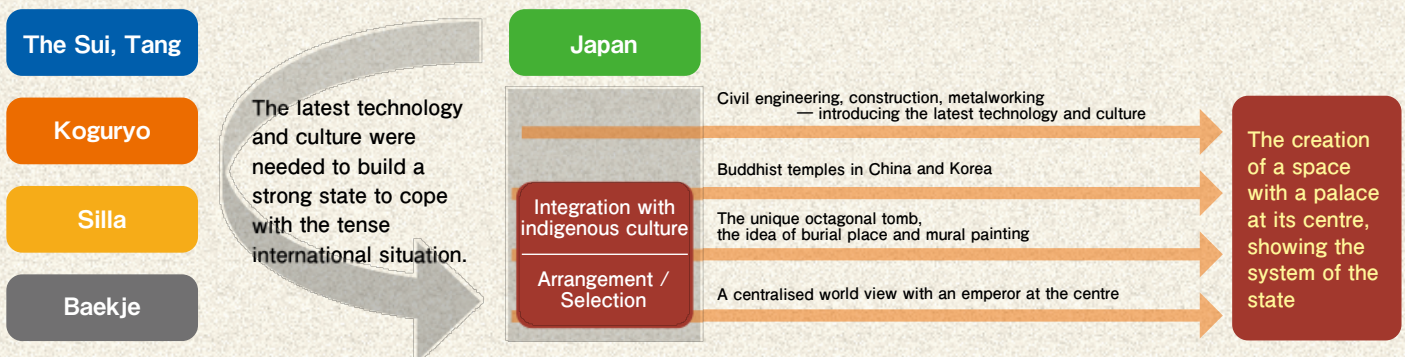 The Sui, Tang
Koguryo
Silla
Baekje
The latest technology
and culture were
needed to build a
strong state to cope
with the tense
international situation.
Japan
Integration with
indigenous culture
Arrangement /
Selection
Civil engineering, construction, metalworking
— introducing the latest technology and culture
Buddhist temples in China and Korea
The unique octagonal tomb,
the idea of burial place and mural painting
A centralised world view with an emperor at the centre
The creation
of a space
with a palace
at its centre,
showing the
system of the
state